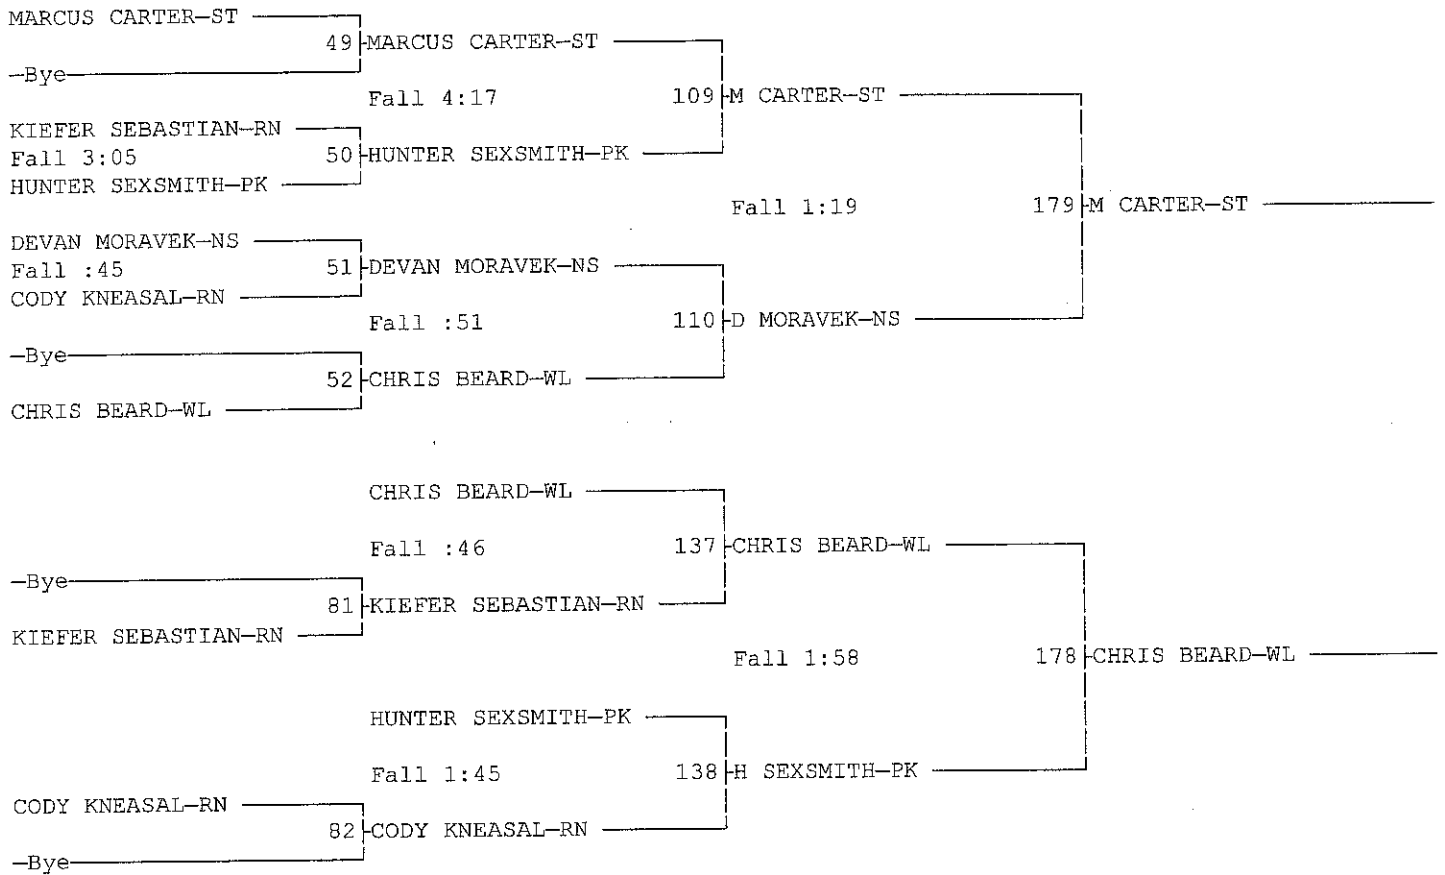 MARCUS CARTER-ST
49 MARCUS CARTER-ST
-Bye
Fall 4:17
109 M CARTER-ST
KIEFER SEBASTIAN-RN
Fall 3:05
50 HUNTER SEXSMITH-PK
HUNTER SEXSMITH-PK
Fall 1:19
179 M CARTER-ST
DEVAN MORAVEK-NS
Fall :45
51 DEVAN MORAVEK-NS
CODY KNEASAL-RN
Fall :51
110 D MORAVEK-NS
-Bye
52 CHRIS BEARD-WL
CHRIS BEARD-WL
CHRIS BEARD-WL
Fall :46
137 CHRIS BEARD-WL
-Bye
81 KIEFER SEBASTIAN-RN
KIEFER SEBASTIAN-RN
Fall 1:58
178 CHRIS BEARD-WL
HUNTER SEXSMITH-PK
Fall 1:45
138 H SEXSMITH-PK
CODY KNEASAL-RN
82 CODY KNEASAL-RN
-Bye